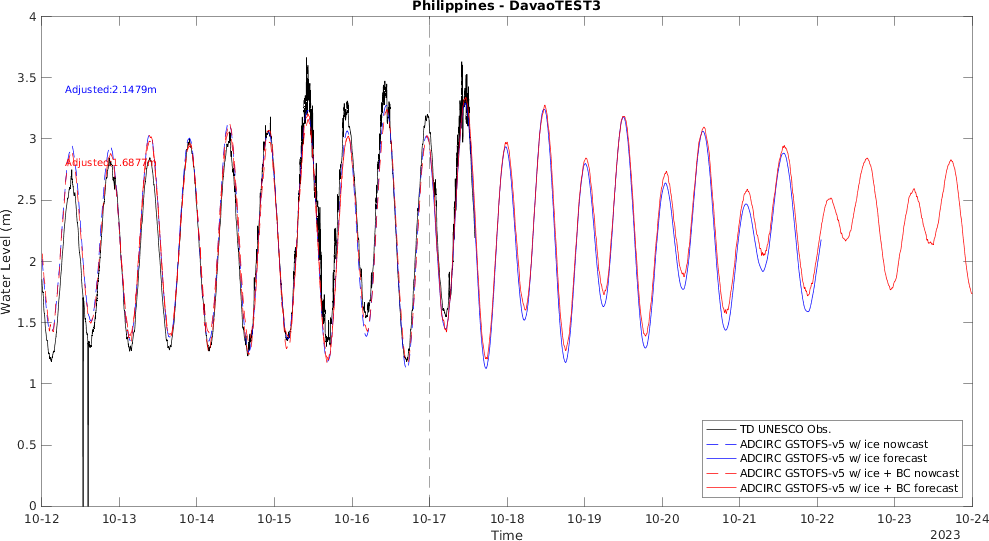 Philippines - DavaoTEST3
4
3.5
3
2.5
2
1.5
1
0.5
0
Water Level (m)
Adjusted:2.1479m
Adjusted:1.6877m
TD UNESCO Obs.
ADCIRC GSTOFS-v5 w/ ice nowcast
ADCIRC GSTOFS-v5 w/ ice forecast
ADCIRC GSTOFS-v5 w/ ice + BC nowcast
ADCIRC GSTOFS-v5 w/ ice + BC forecast
10-12 10-13 10-14 10-15 10-16 10-17 10-18 10-19 10-20 10-21 10-22 10-23 10-24
Time
2023